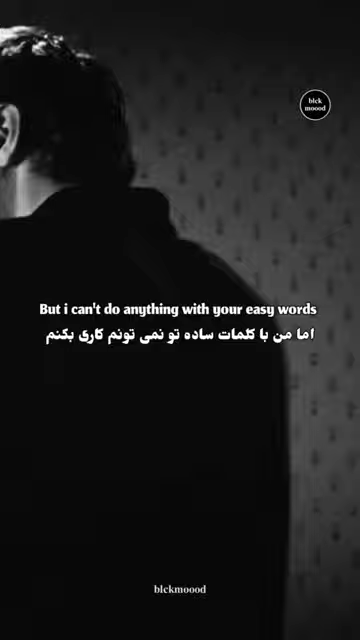 blck
moood
But i can't do anything with your easy words
اما من با کلمات ساده تو نمی تونم کاری بکنم
blckmoood